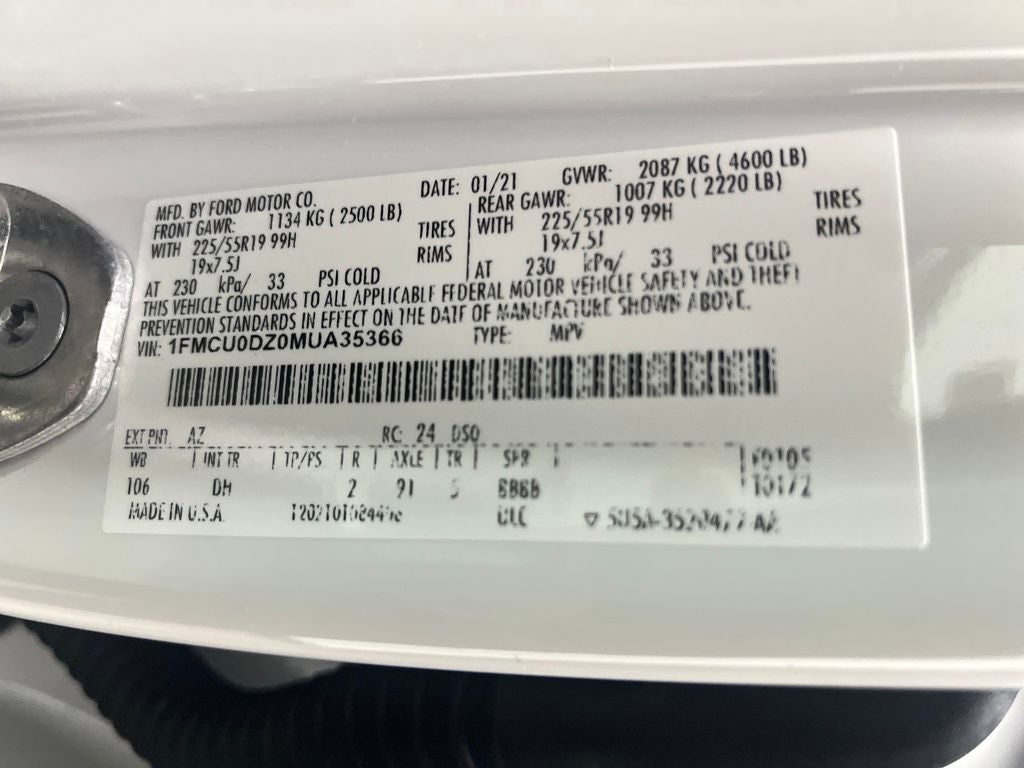 MFD. BY FORD MOTOR CO. DATE: 01/21 GVWR: 2087 KG ( 4600 LB)
FRONT GAWR: 1134 KG ( 2500 LB) REAR GAWR: 1007 KG ( 2220 LB)
WITH 225/55R19 99H TIRES WITH 225/55R19 99H TIRES
19x7.5J RIMS 19x7.5J RIMS
AT 230 kPa/ 33 PSI COLD AT 230 kPa/ 33 PSI COLD
THIS VEHICLE CONFORMS TO ALL APPLICABLE FEDERAL MOTOR VEHICLE SAFETY AND THEFT
PREVENTION STANDARDS IN EFFECT ON THE DATE OF MANUFACTURE SHOWN ABOVE.
VIN: 1FMCU0DZ0MUA35366 TYPE: MPV
EXT PNT: AZ RC: 24 DSO
WB INT TR TP/PS R AXLE TR SPR
106 DH 2 91
MADE IN U.S.A.